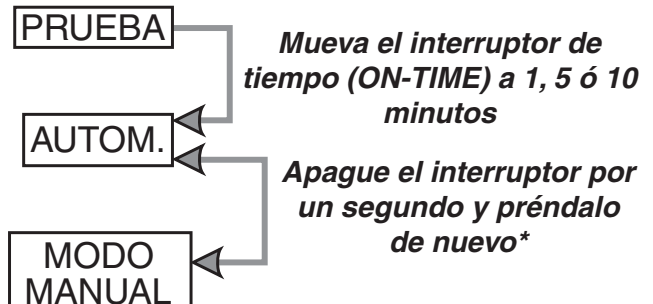 PRUEBA
Mueva el interruptor de
tiempo (ON-TIME) a 1, 5 ó 10
minutos
AUTOM.
Apague el interruptor por
un segundo y préndalo
de nuevo*
MODO
MANUAL